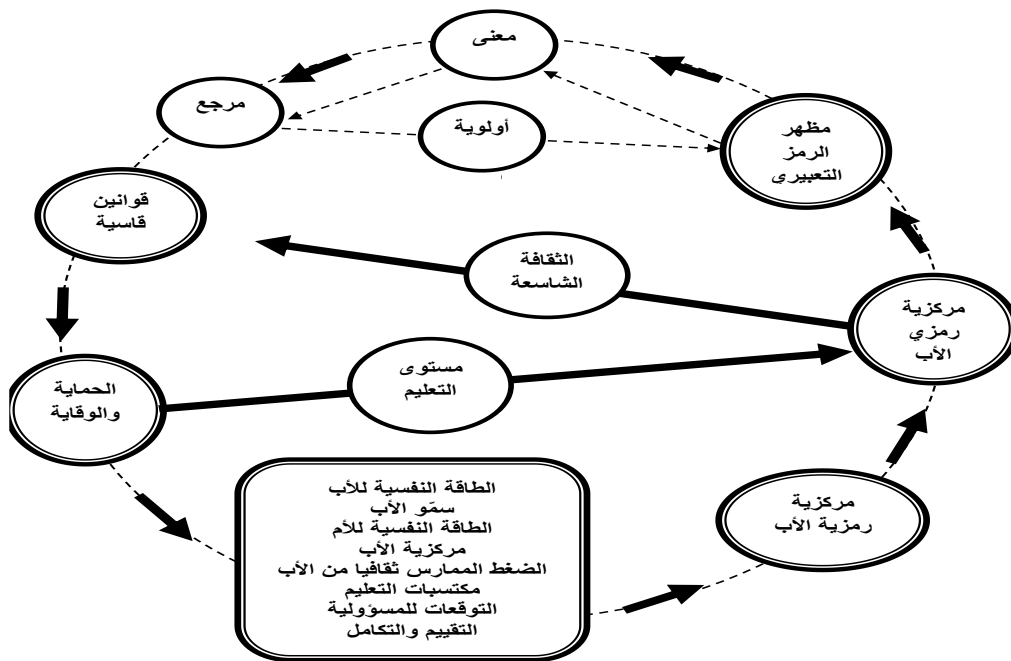 معنى
مرجع
أولوية
مظهر
الرمز
التعبيري
قوانين
قاسية
الثقافة
الشاسعة
مركزية
رمزي
الأب
مستوى
التعليم
الحماية
والوقاية
الطاقة النفسية للأب
سمّو الأب
الطاقة النفسية للأم
مركزية الأب
الضغط الممارس ثقافيا من الأب
مكتسبات التعليم
التوقعات للمسؤولية
التقييم والتكامل
مركزية
رمزية الأب